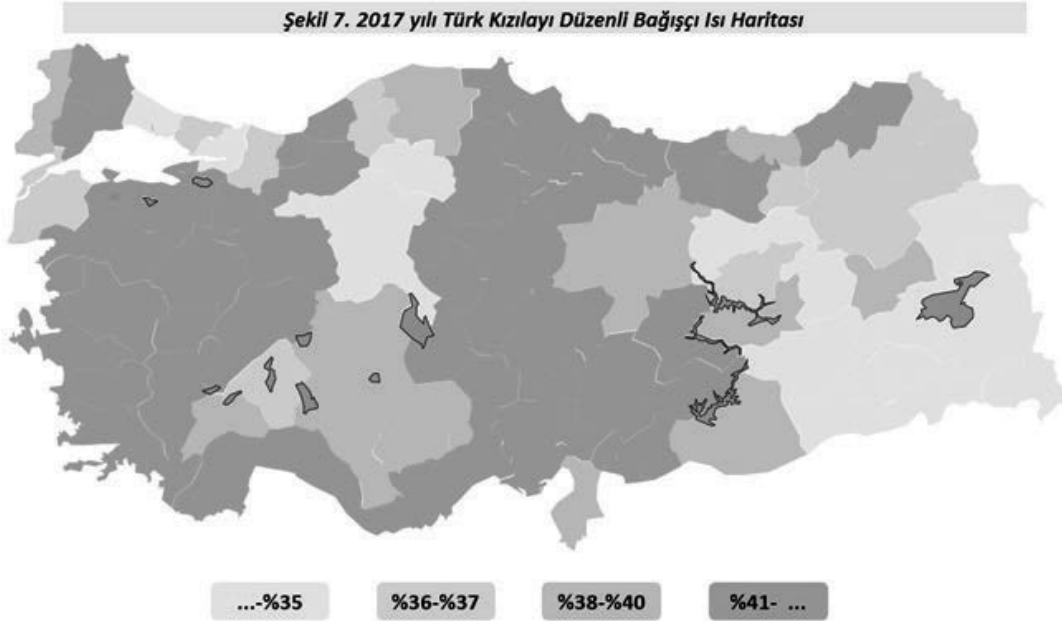 Şekil 7. 2017 yılı Türk Kızılayı Düzenli Bağışçı Isı Haritası
...-%35
%36-%37
%38-%40
%41- ...